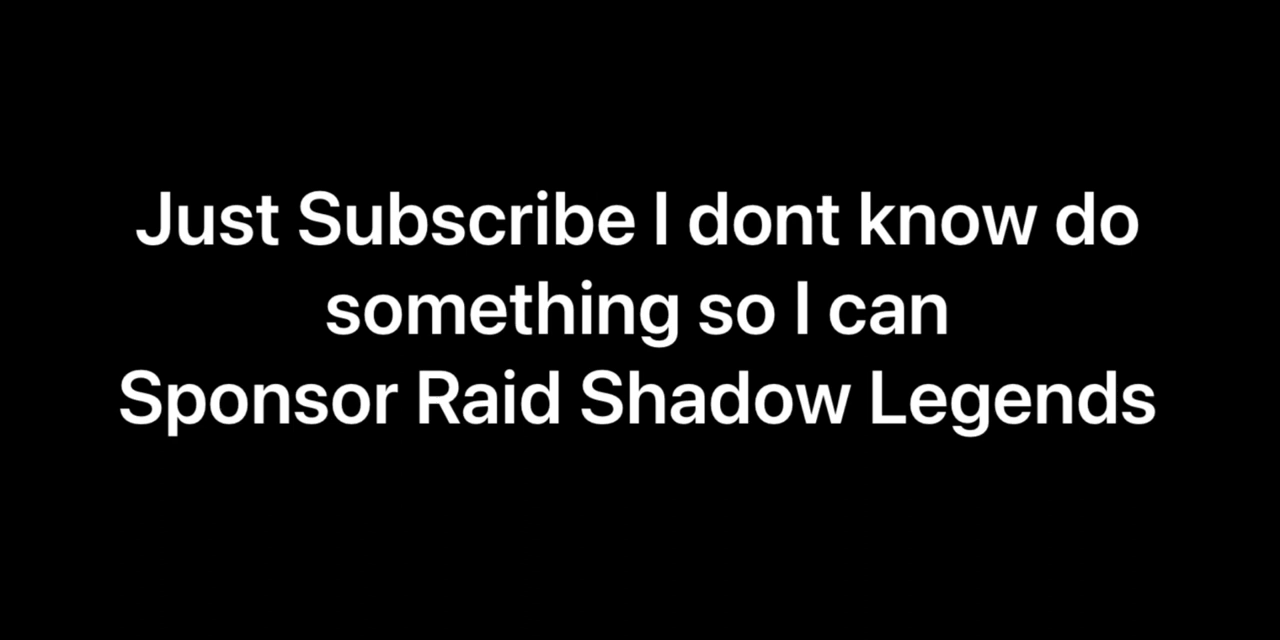 Just Subscribe I dont know do
something so I can
Sponsor Raid Shadow Legends